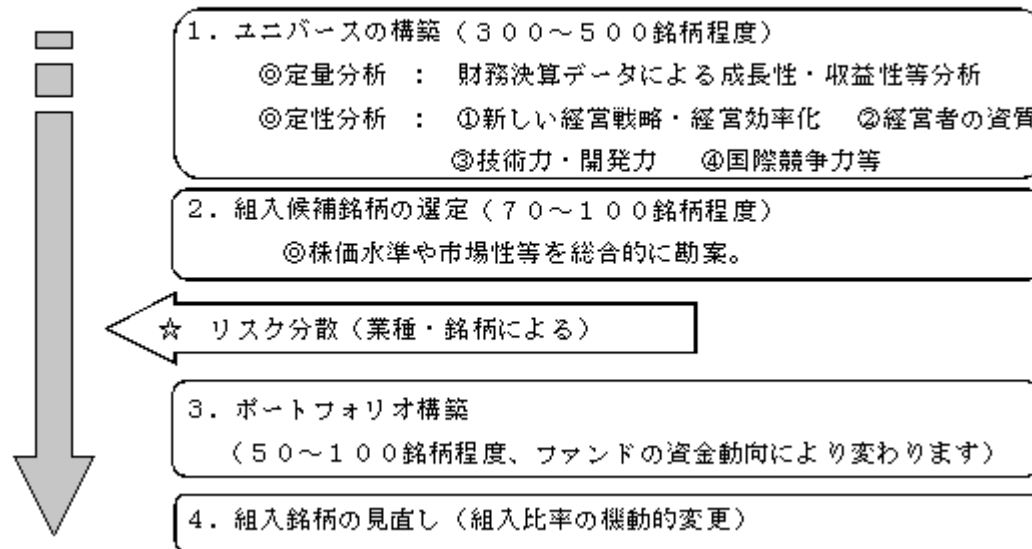 １．ユニバースの構築（３００～５００銘柄程度）
◎定量分析　：　財務決算データによる成長性・収益性等分析
◎定性分析　：　①新しい経営戦略・経営効率化　②経営者の資質
③技術力・開発力　④国際競争力等
２．組入候補銘柄の選定（７０～１００銘柄程度）
◎株価水準や市場性等を総合的に勘案。
☆　リスク分散（業種・銘柄による）
３．ポートフォリオ構築
（５０～１００銘柄程度、ファンドの資金動向により変わります）
４．組入銘柄の見直し（組入比率の機動的変更）